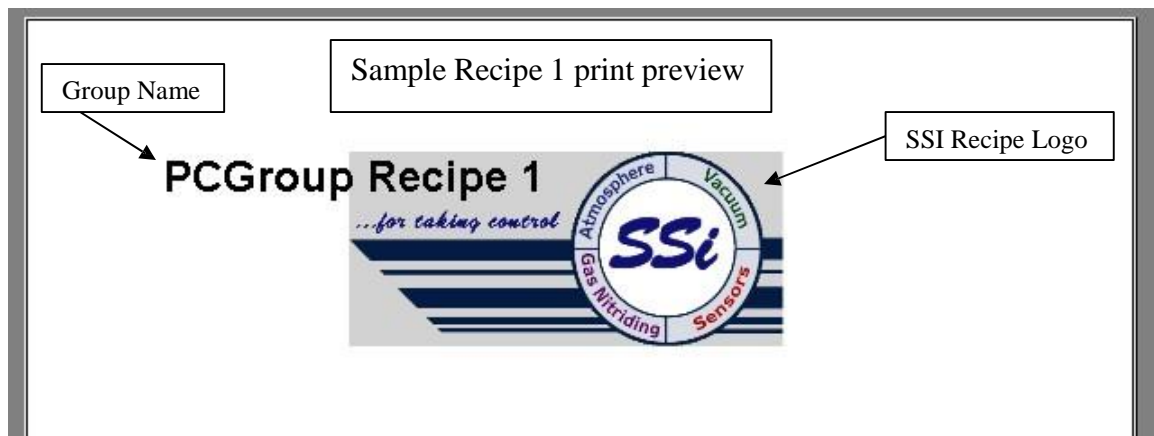 Sample Recipe 1 print preview
Group Name
SSI Recipe Logo
PCGroup Recipe 1
...for taking control
Atmosphere
Vacuum
SSi
Gas Nitriding
Sensors